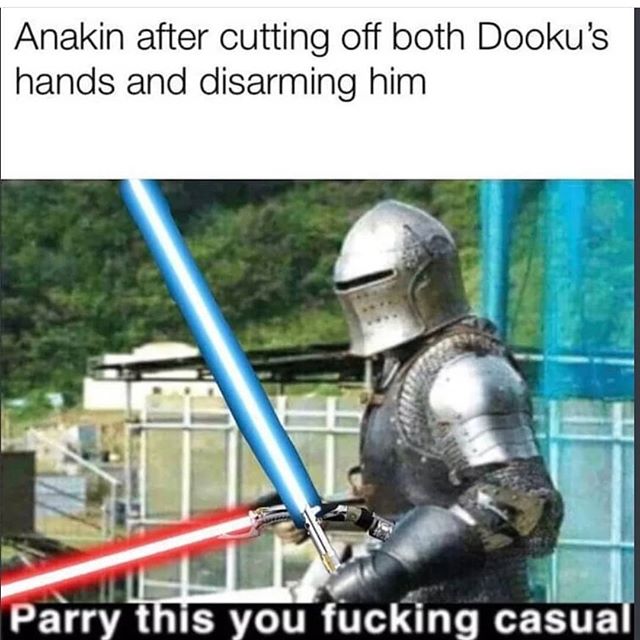 Anakin after cutting off both Dooku's
hands and disarming him
Parry this you fucking casual